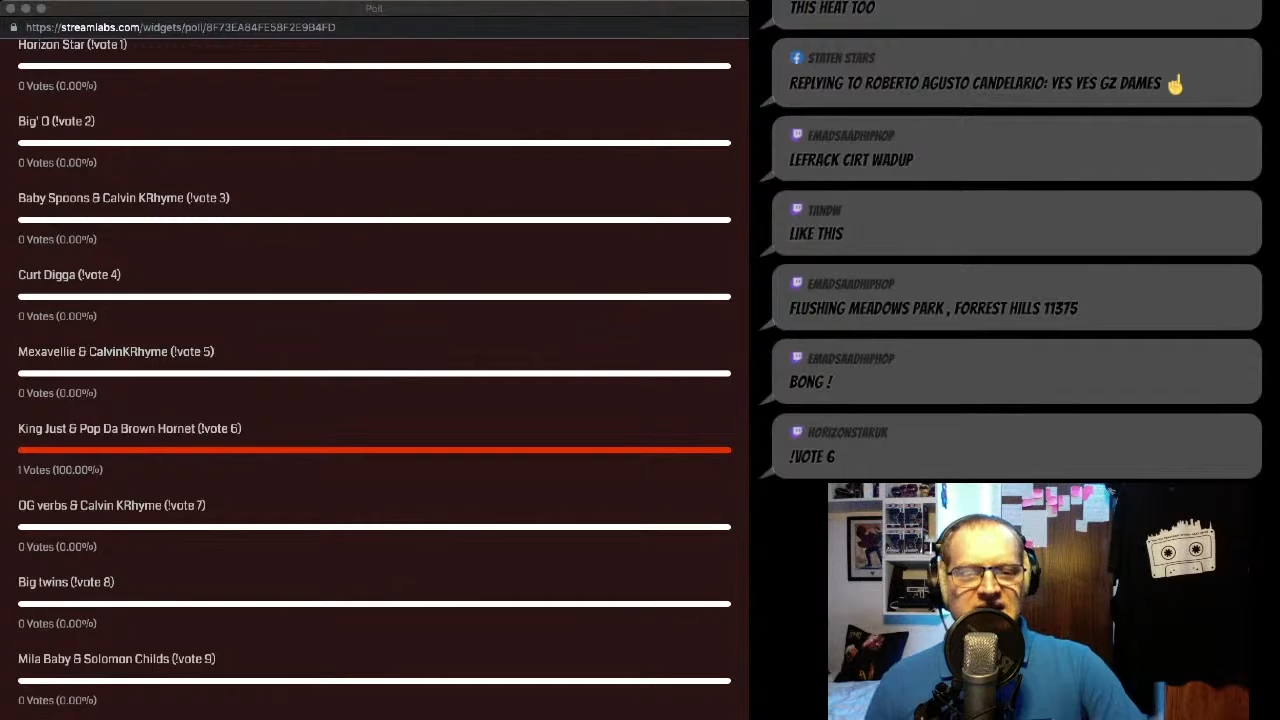 Poll
https://streamlabs.com/widgets/poll/8F73EA84FE58F2E9B4FD
Horizon Star (!vote 1)
0 Votes (0.00%)
Big' O (!vote 2)
0 Votes (0.00%)
Baby Spoons & Calvin KRhyme (!vote 3)
0 Votes (0.00%)
Curt Digga (!vote 4)
0 Votes (0.00%)
Mexavellie & CalvinKRhyme (!vote 5)
0 Votes (0.00%)
King Just & Pop Da Brown Hornet (!vote 6)
1 Votes (100.00%)
OG verbs & Calvin KRhyme (!vote 7)
0 Votes (0.00%)
Big twins (!vote 8)
0 Votes (0.00%)
Mila Baby & Solomon Childs (!vote 9)
0 Votes (0.00%)
THIS HEAT TOO
STATEN STARS
REPLYING TO ROBERTO AGUSTO CANDELARIO: YES YES GZ DAMES ☝
EMADSAADHIPHOP
LEFRACK CIRT WADUP
TANDW
LIKE THIS
EMADSAADHIPHOP
FLUSHING MEADOWS PARK , FORREST HILLS 11375
EMADSAADHIPHOP
BONG !
HORIZONSTARUK
!VOTE 6